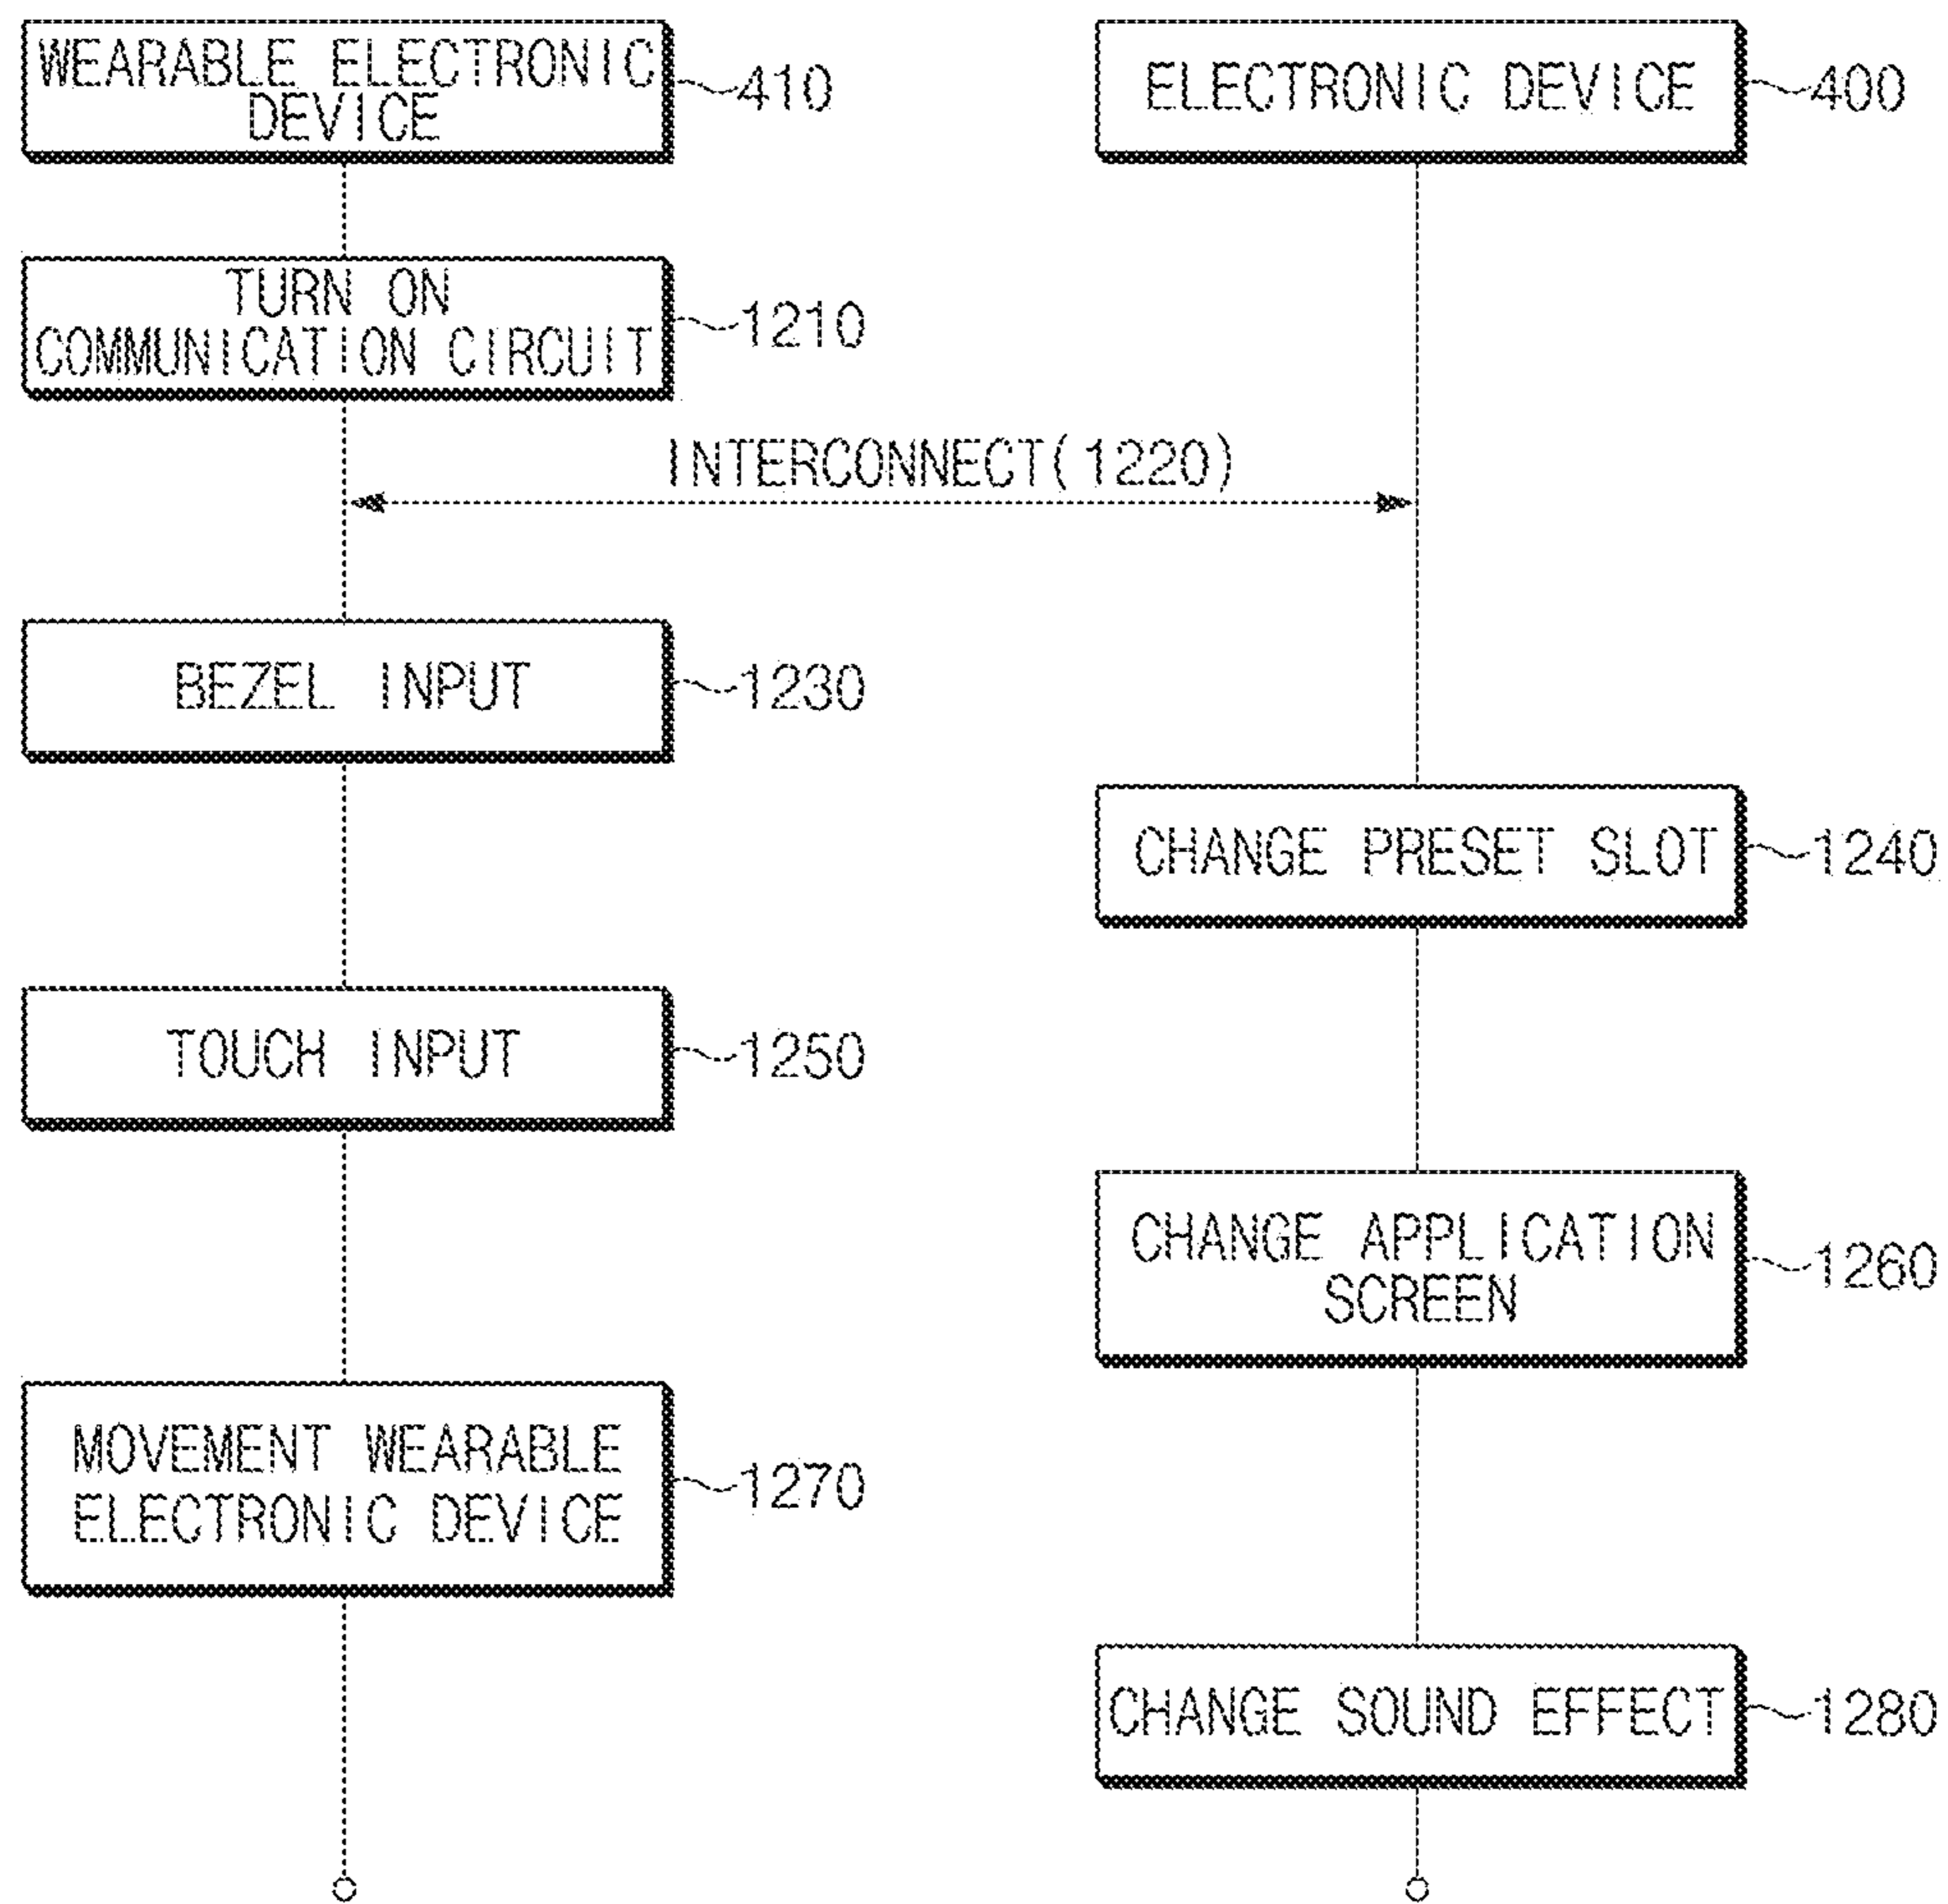 WEARABLE ELECTRONIC
DEVICE
410
ELECTRONIC DEVICE
400
TURN ON
COMMUNICATION CIRCUIT
1210
INTERCONNECT(1220)
BEZEL INPUT
1230
CHANGE PRESET SLOT
1240
TOUCH INPUT
1250
CHANGE APPLICATION
SCREEN
1260
MOVEMENT WEARABLE
ELECTRONIC DEVICE
1270
CHANGE SOUND EFFECT
1280